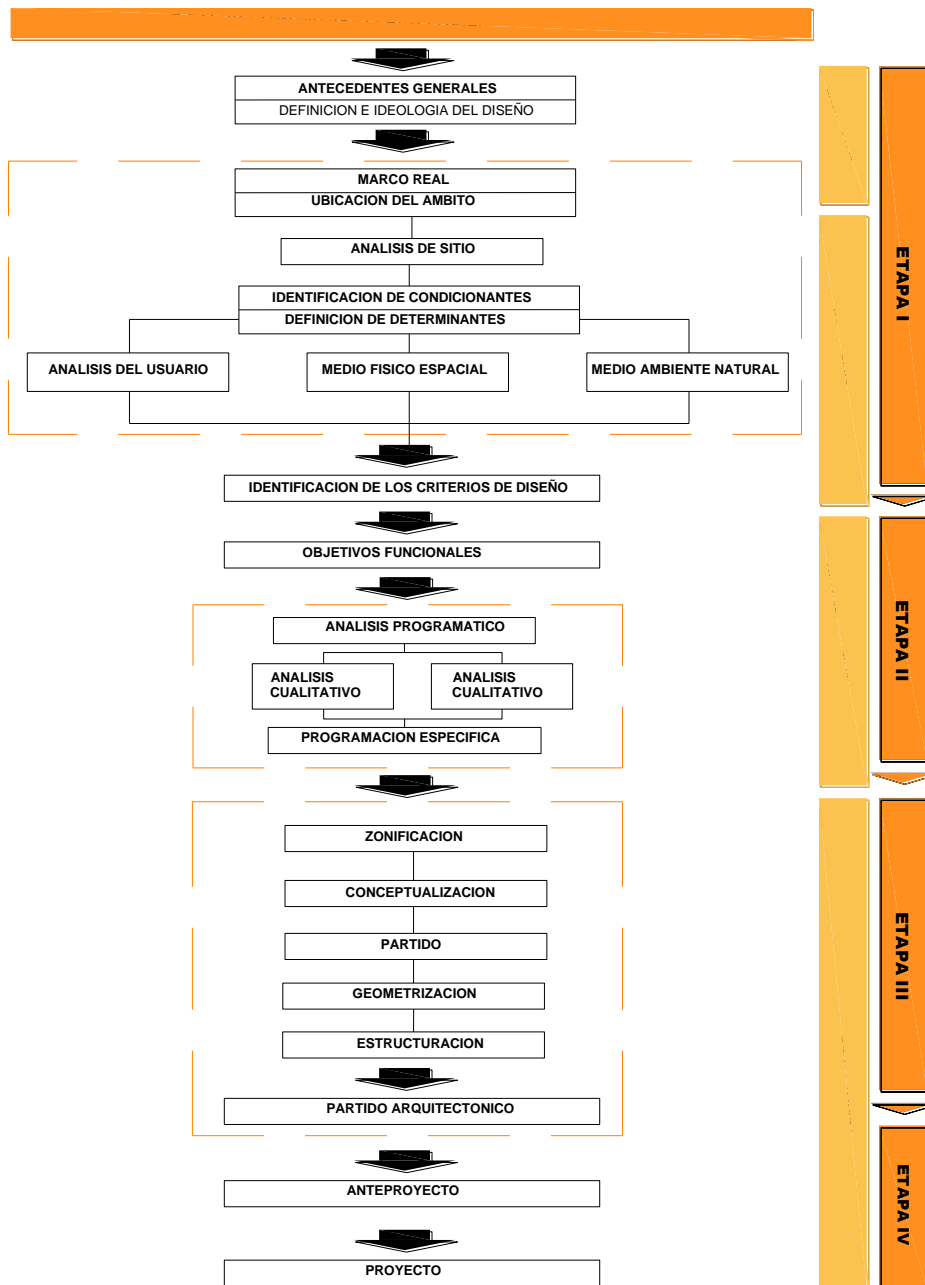 ANTECEDENTES GENERALES
DEFINICION E IDEOLOGIA DEL DISEÑO
MARCO REAL
UBICACION DEL AMBITO
ANALISIS DE SITIO
IDENTIFICACION DE CONDICIONANTES
DEFINICION DE DETERMINANTES
ANALISIS DEL USUARIO
MEDIO FISICO ESPACIAL
MEDIO AMBIENTE NATURAL
IDENTIFICACION DE LOS CRITERIOS DE DISEÑO
ETAPA I
OBJETIVOS FUNCIONALES
ANALISIS PROGRAMATICO
ANALISIS
CUALITATIVO
ANALISIS
CUALITATIVO
PROGRAMACION ESPECIFICA
ETAPA II
ZONIFICACION
CONCEPTUALIZACION
PARTIDO
GEOMETRIZACION
ESTRUCTURACION
PARTIDO ARQUITECTONICO
ETAPA III
ANTEPROYECTO
PROYECTO
ETAPA IV